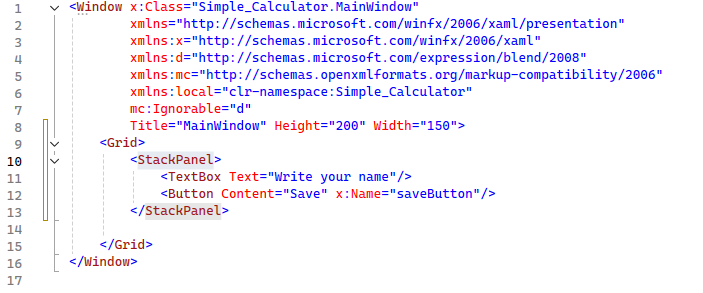 1 <Window x:Class="Simple_Calculator.MainWindow"
2 xmlns="http://schemas.microsoft.com/winfx/2006/xaml/presentation"
3 xmlns:x="http://schemas.microsoft.com/winfx/2006/xaml"
4 xmlns:d="http://schemas.microsoft.com/expression/blend/2008"
5 xmlns:mc="http://schemas.openxmlformats.org/markup-compatibility/2006"
6 xmlns:local="clr-namespace:Simple_Calculator"
7 mc:Ignorable="d"
8 Title="MainWindow" Height="200" Width="150">
9 <Grid>
10 <StackPanel>
11 <TextBox Text="Write your name"/>
12 <Button Content="Save" x:Name="saveButton"/>
13 </StackPanel>
14
15 </Grid>
16 </Window>
17